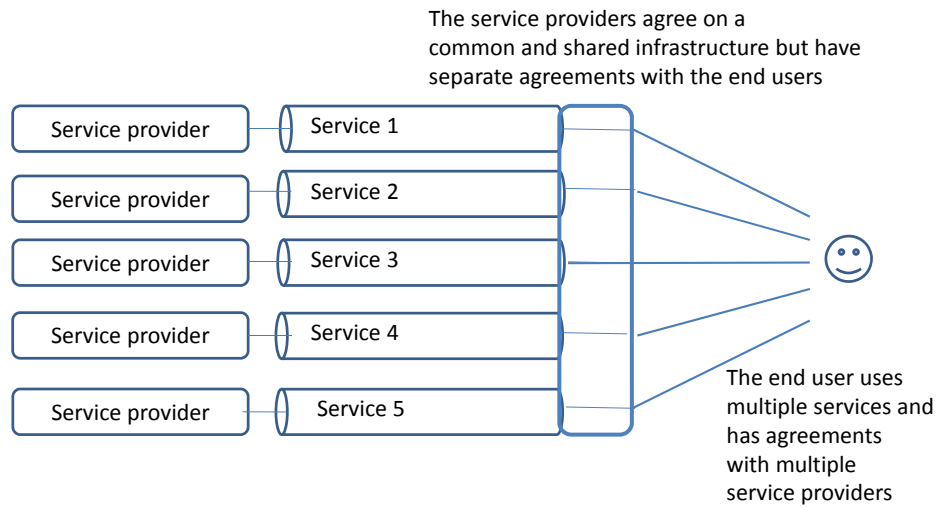 The service providers agree on a
common and shared infrastructure but have
separate agreements with the end users
Service provider
Service 1
Service provider
Service 2
Service provider
Service 3
Service provider
Service 4
Service provider
Service 5
The end user uses
multiple services and
has agreements
with multiple
service providers